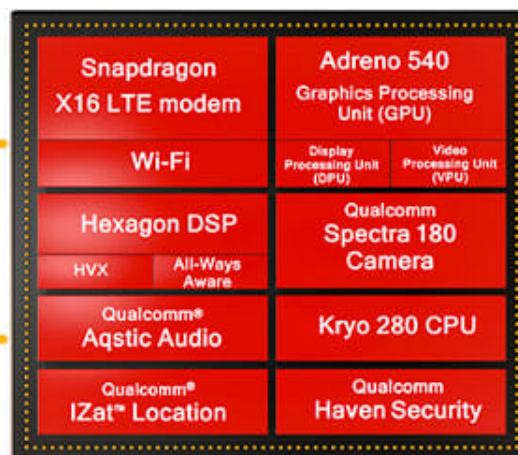 Snapdragon
X16 LTE modem
Wi-Fi
Adreno 540
Graphics Processing
Unit (GPU)
Display
Processing Unit
(DPU)
Video
Processing Unit
(VPU)
Hexagon DSP
HVX
All-Ways
Aware
Qualcomm
Spectra 180
Camera
Qualcomm®
Aqstic Audio
Kryo 280 CPU
Qualcomm®
IZat™ Location
Qualcomm
Haven Security